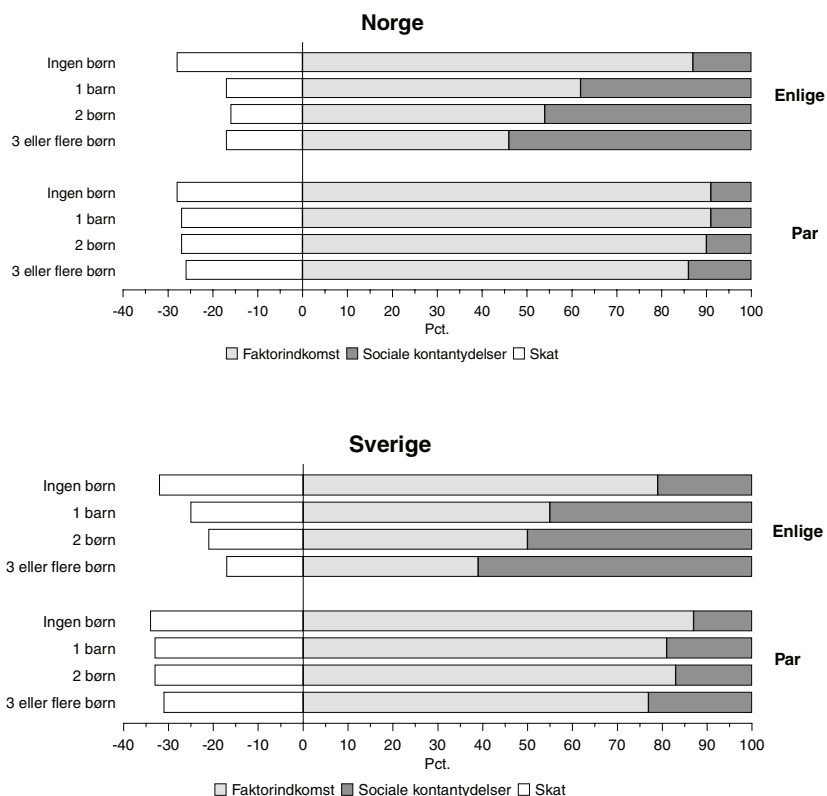 Norge
Ingen børn
1 barn
Enlige
2 børn
3 eller flere børn
Ingen børn
1 barn
Par
2 børn
3 eller flere børn
-40 -30 -20 -10 0 10 20 30 40 50 60 70 80 90 100
Pct.
Faktorindkomst Sociale kontantydelser Skat
Sverige
Ingen børn
1 barn
Enlige
2 børn
3 eller flere børn
Ingen børn
1 barn
Par
2 børn
3 eller flere børn
-40 -30 -20 -10 0 10 20 30 40 50 60 70 80 90 100
Pct.
Faktorindkomst Sociale kontantydelser Skat